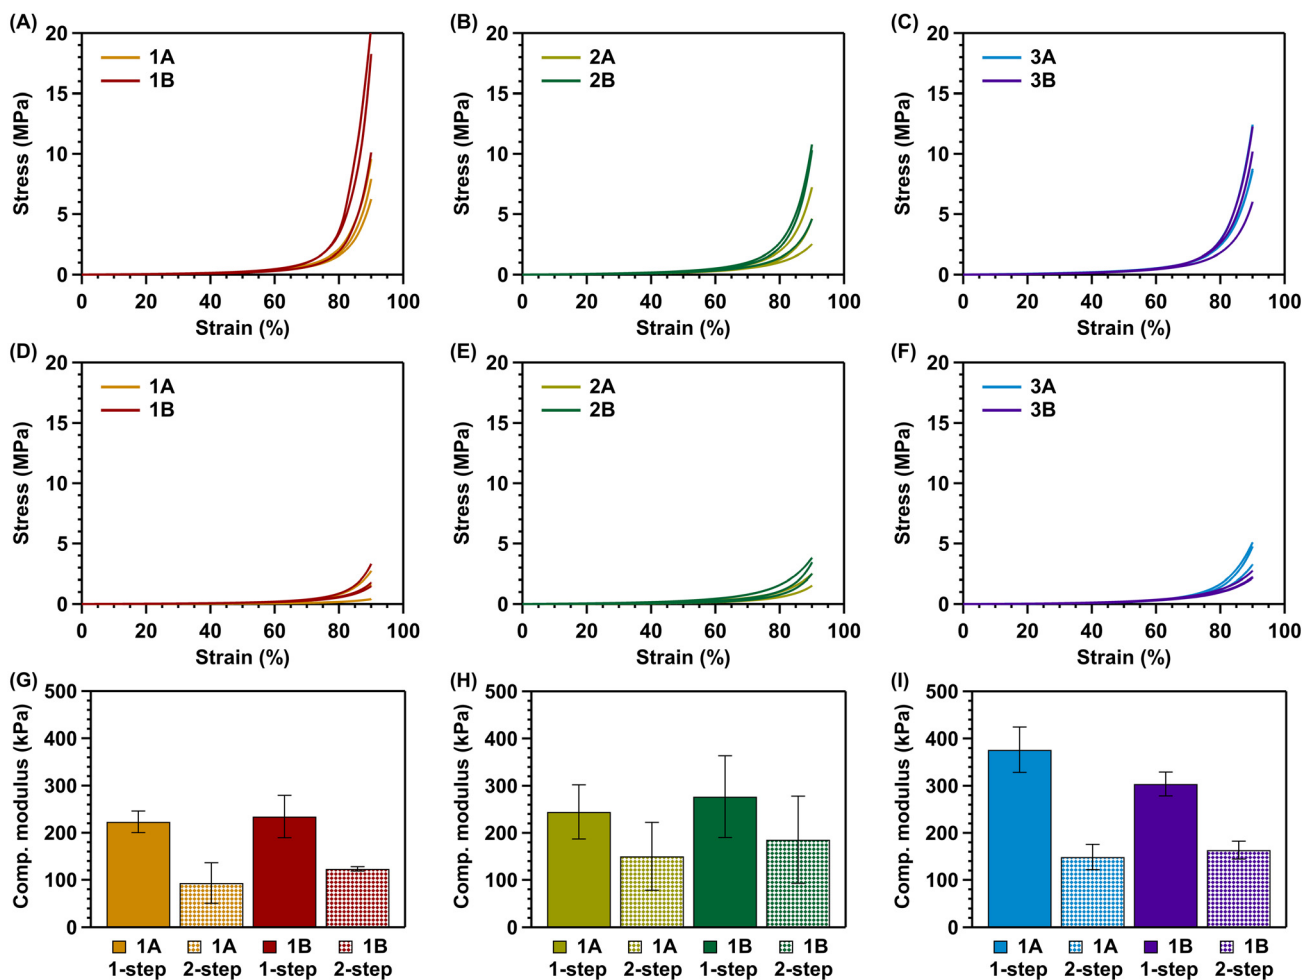 (A)
20
15
10
5
0
Stress (MPa)
1A
1B
0 20 40 60 80 100
Strain (%)
(B)
20
15
10
5
0
Stress (MPa)
2A
2B
0 20 40 60 80 100
Strain (%)
(C)
20
15
10
5
0
Stress (MPa)
3A
3B
0 20 40 60 80 100
Strain (%)
(D)
20
15
10
5
0
Stress (MPa)
1A
1B
0 20 40 60 80 100
Strain (%)
(E)
20
15
10
5
0
Stress (MPa)
2A
2B
0 20 40 60 80 100
Strain (%)
(F)
20
15
10
5
0
Stress (MPa)
3A
3B
0 20 40 60 80 100
Strain (%)
(G)
500
400
300
200
100
0
Comp. modulus (kPa)
1A 1A 1B 1B
1-step 2-step 1-step 2-step
(H)
500
400
300
200
100
0
Comp. modulus (kPa)
1A 1A 1B 1B
1-step 2-step 1-step 2-step
(I)
500
400
300
200
100
0
Comp. modulus (kPa)
1A 1A 1B 1B
1-step 2-step 1-step 2-step